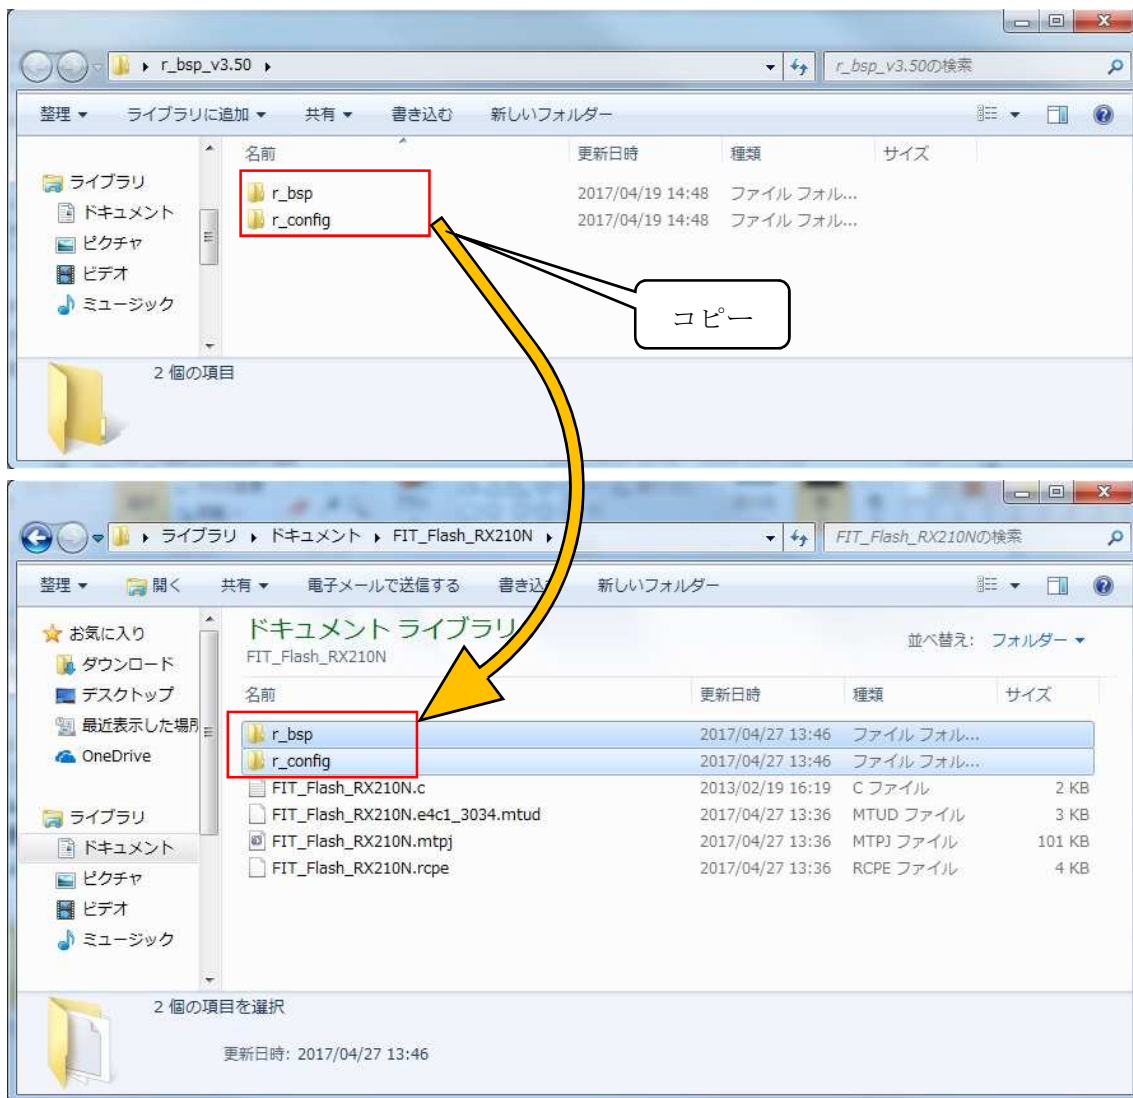 r_bsp_v3.50
r_bsp_v3.50の検索
整理 ライブラリに追加 共有 書き込む 新しいフォルダー
名前 更新日時 種類 サイズ
ライブラリ
ドキュメント
ピクチャ
ビデオ
ミュージック
r_bsp 2017/04/19 14:48 ファイル フォル...
r_config 2017/04/19 14:48 ファイル フォル...
コピー
2 個の項目
ライブラリ ドキュメント FIT_Flash_RX210N
FIT_Flash_RX210Nの検索
整理 開く 共有 電子メールで送信する 書き込 新しいフォルダー
お気に入り
ダウンロード
デスクトップ
最近表示した場所
OneDrive
ライブラリ
ドキュメント
ピクチャ
ビデオ
ミュージック
ドキュメント ライブラリ
FIT_Flash_RX210N
並べ替え: フォルダー
名前 更新日時 種類 サイズ
r_bsp 2017/04/27 13:46 ファイル フォル...
r_config 2017/04/27 13:46 ファイル フォル...
FIT_Flash_RX210N.c 2013/02/19 16:19 C ファイル 2 KB
FIT_Flash_RX210N.e4c1_3034.mtud 2017/04/27 13:36 MTUD ファイル 3 KB
FIT_Flash_RX210N.mtpj 2017/04/27 13:36 MTPJ ファイル 101 KB
FIT_Flash_RX210N.rcpe 2017/04/27 13:36 RCPE ファイル 4 KB
2 個の項目を選択
更新日時: 2017/04/27 13:46